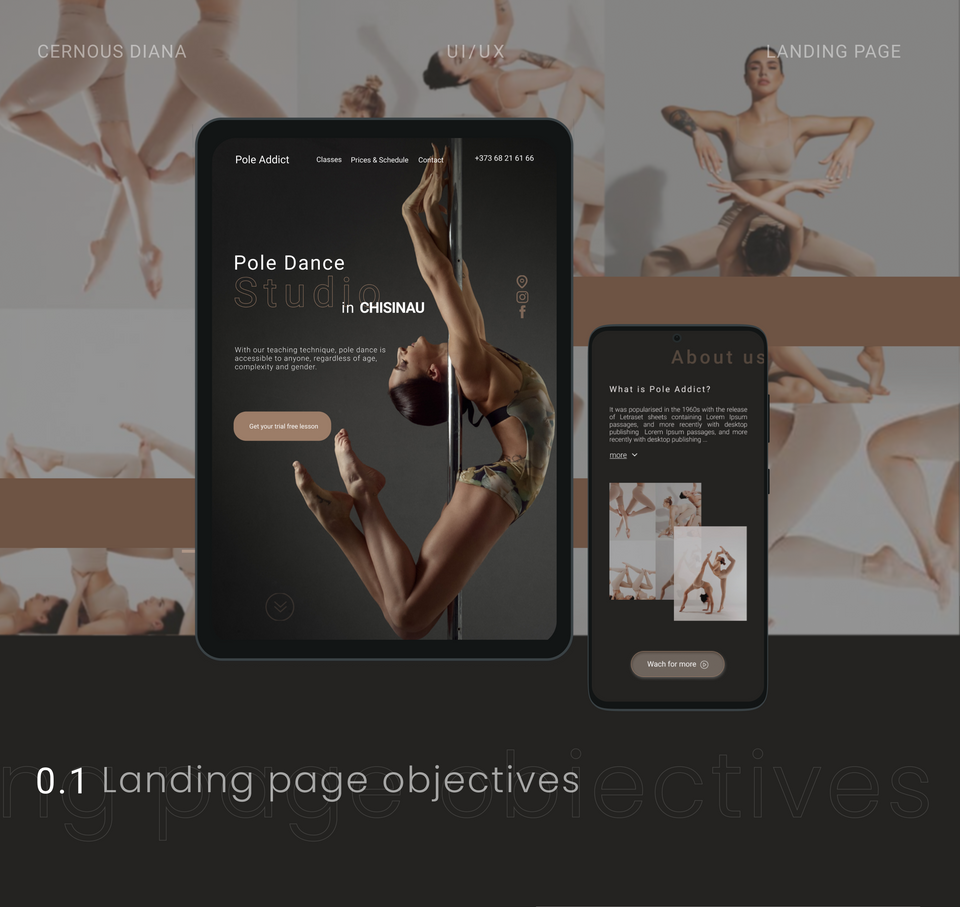 CERNOUS DIANA
UI/UX
LANDING PAGE
Pole Addict
Classes
Prices & Schedule
Contact
+373 68 21 61 66
Pole Dance
Studio
in CHISINAU
With our teaching technique, pole dance is
accessible to anyone, regardless of age,
complexity and gender.
Get your trial free lesson
About us
What is Pole Addict?
It was popularised in the 1960s with the release
of Letraset sheets containing Lorem Ipsum
passages, and more recently with desktop
publishing Lorem Ipsum passages, and more
recently with desktop publishing ...
more
Wach for more
0.1 Landing page objectives
ng page objectives